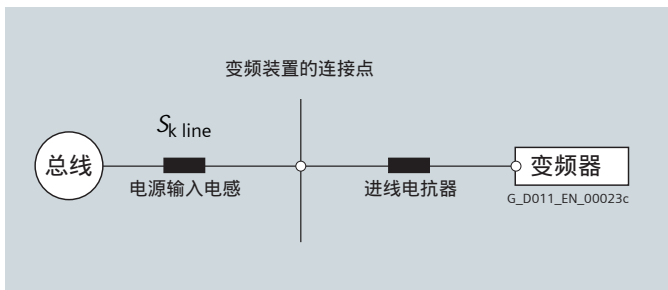 变频装置的连接点
Sk line
总线
电源输入电感
进线电抗器
变频器
G_D011_EN_00023c